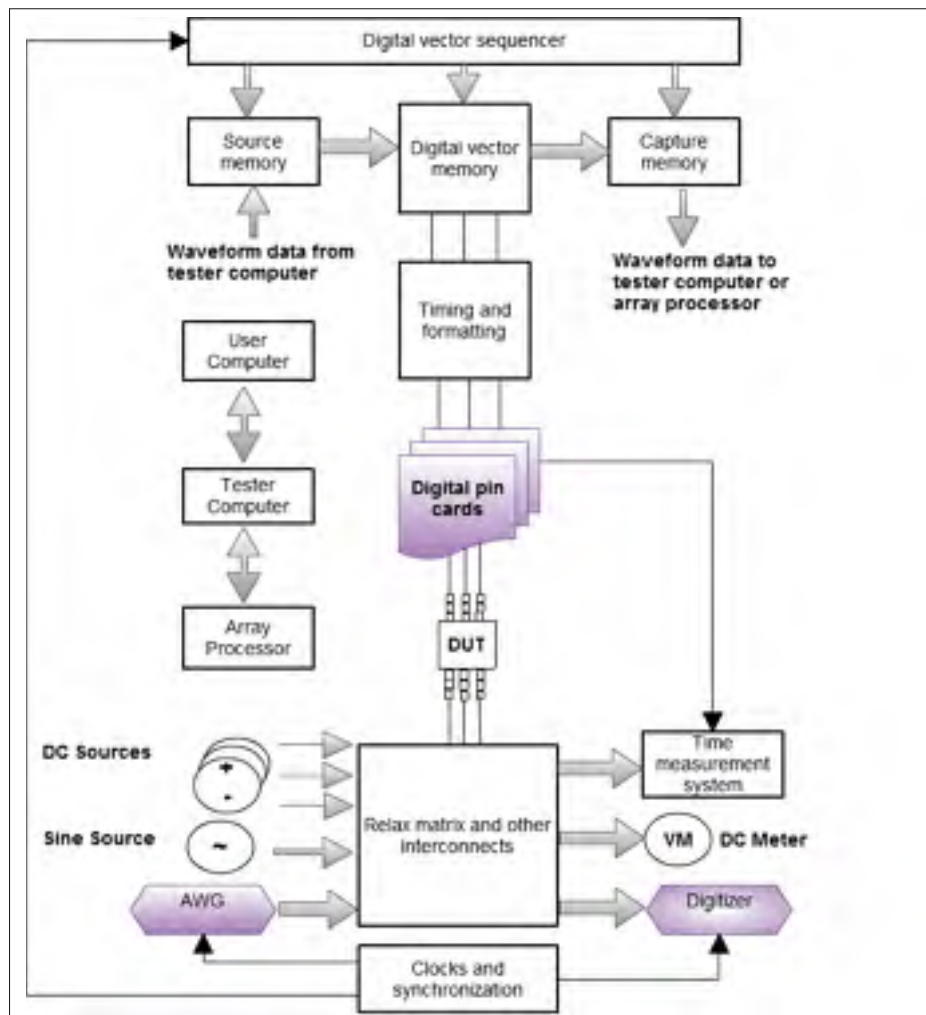 Digital vector sequencer
Source
memory
Digital vector
memory
Capture
memory
Waveform data from
tester computer
Waveform data to
tester computer or
array processor
Timing and
formatting
User
Computer
Tester
Computer
Digital pin
cards
Array
Processor
DUT
DC Sources
+
-
Time
measurement
system
Sine Source
~
Relax matrix and other
interconnects
VM
DC Meter
AWG
Digitizer
Clocks and
synchronization